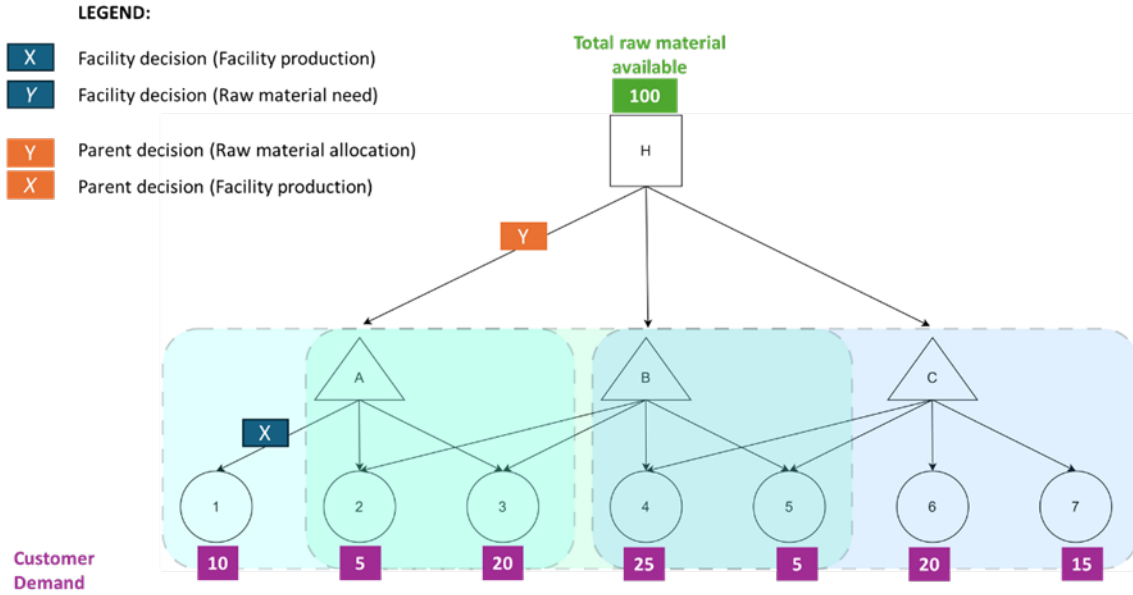 LEGEND:
X Facility decision (Facility production)
Y Facility decision (Raw material need)
Y Parent decision (Raw material allocation)
X Parent decision (Facility production)
Total raw material
available
100
H
Y
A B C
X
1 2 3 4 5 6 7
Customer
Demand
10 5 20 25 5 20 15